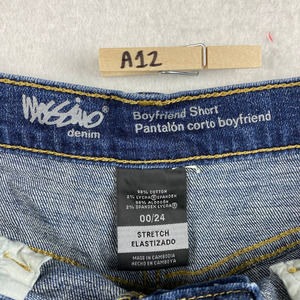 A12
MOSSIMO
denim
Boyfriend Short
Pantalón corto boyfriend
98% COTTON
2% LYCRA® SPANDEX
98% ALGODÓN
2% SPANDEX LYCRA®
00/24
STRETCH
ELASTIZADO
MADE IN CAMBODIA
HECHO EN CAMBOYA